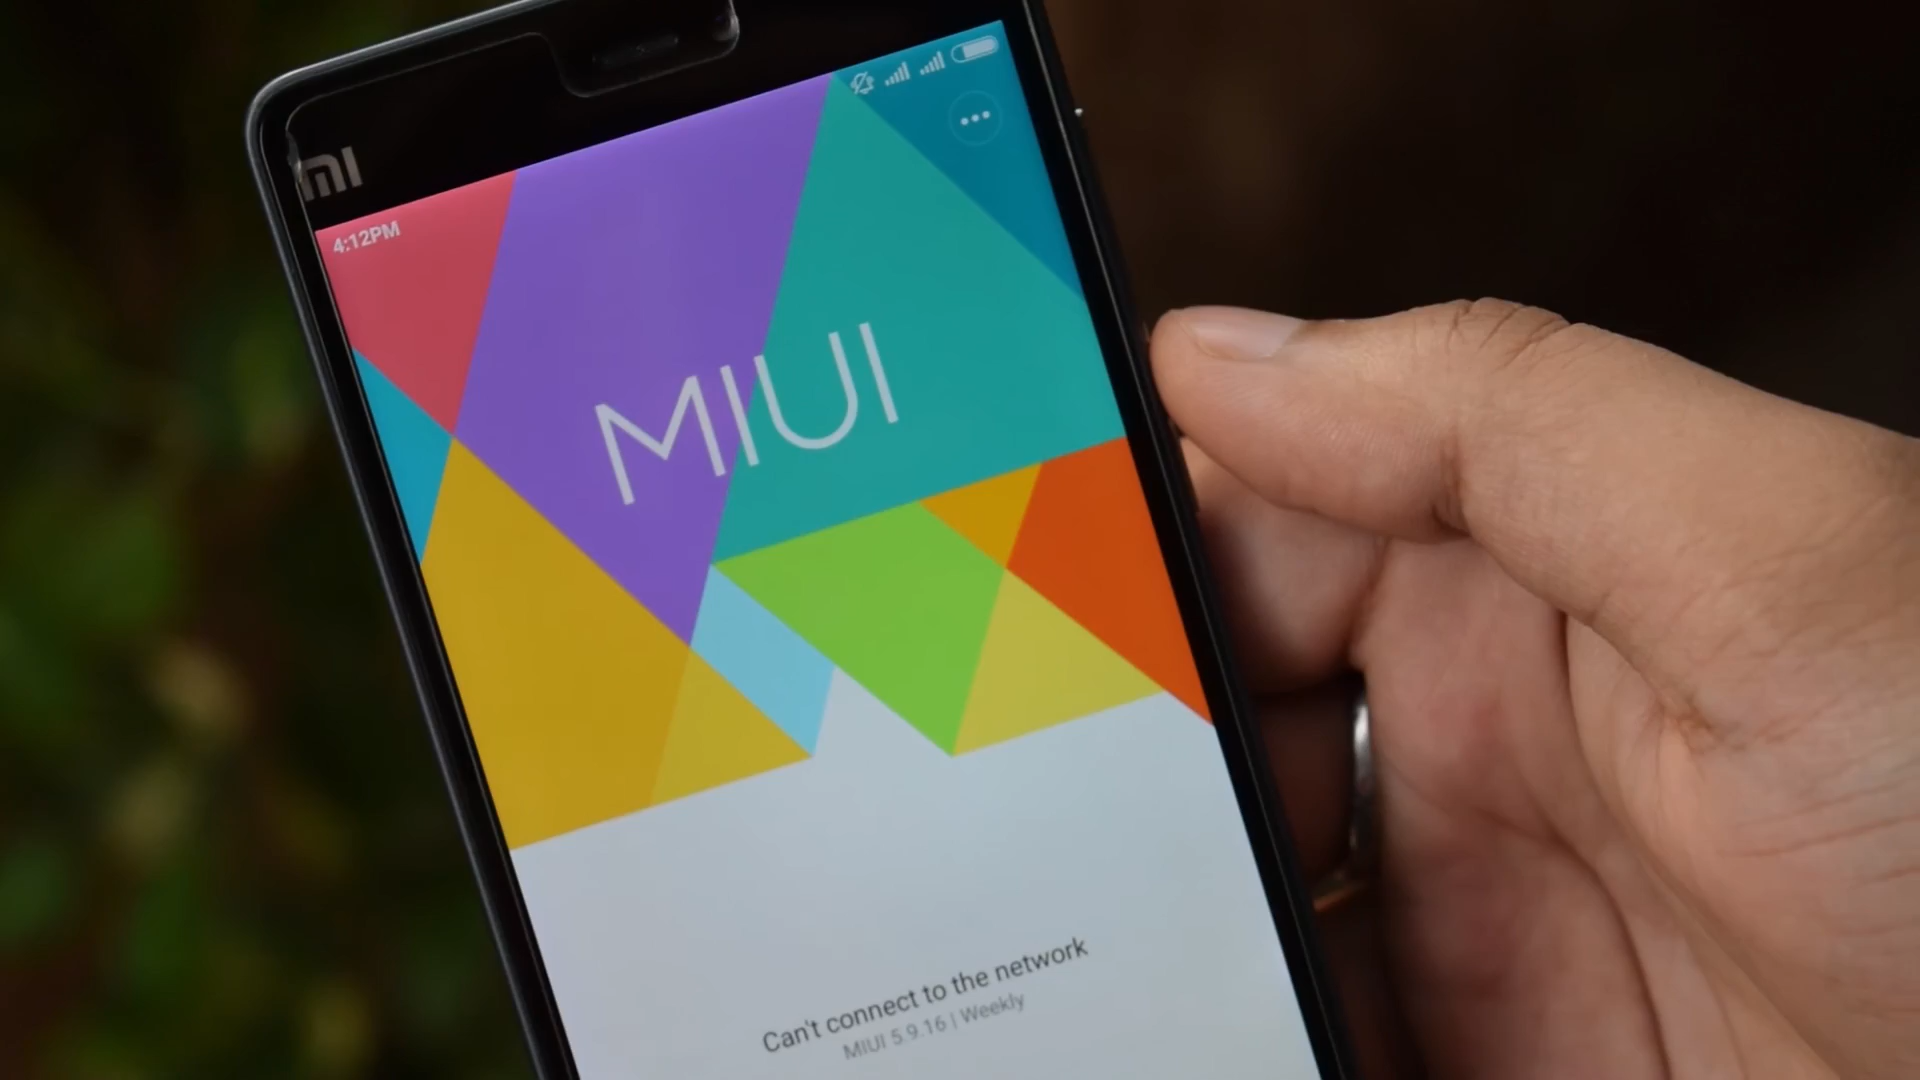 MI
4:12PM
MIUI
Can't connect to the network
MIUI 5.9.16 | Weekly